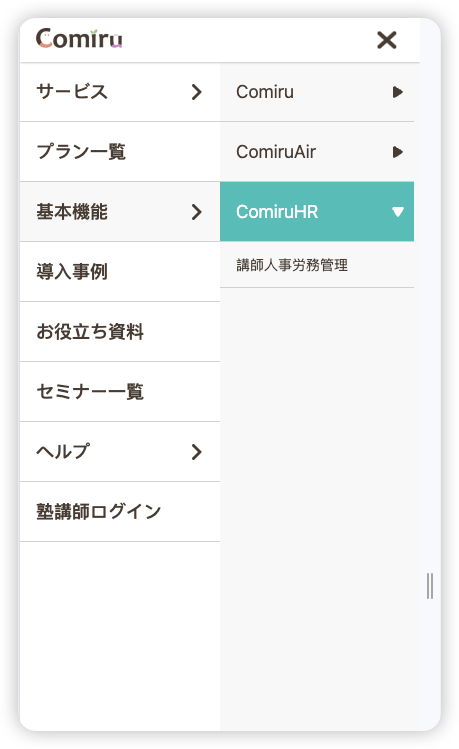 Comiru
サービス
プラン一覧
基本機能
導入事例
お役立ち資料
セミナー一覧
ヘルプ
塾講師ログイン
Comiru
ComiruAir
ComiruHR
講師人事労務管理